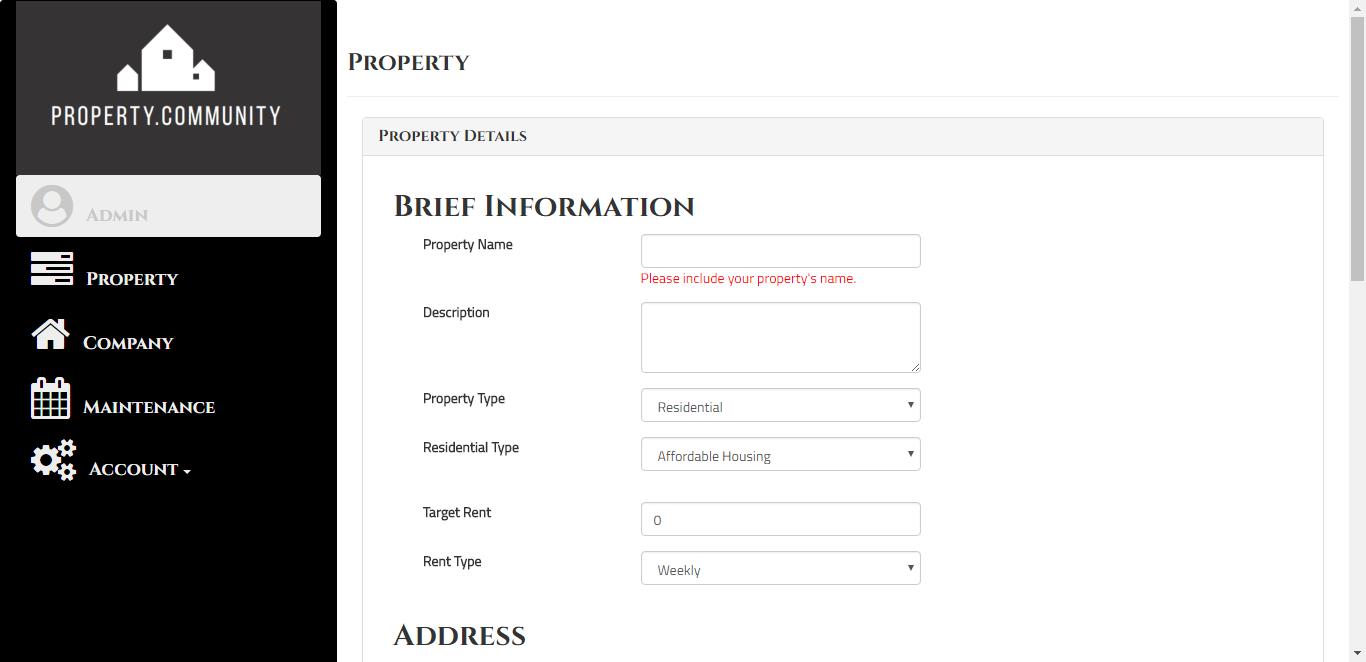 PROPERTY.COMMUNITY
Admin
Property
Company
Maintenance
Account
Property
Property Details
Brief Information
Property Name
Please include your property's name.
Description
Property Type
Residential
Residential Type
Affordable Housing
Target Rent
0
Rent Type
Weekly
Address